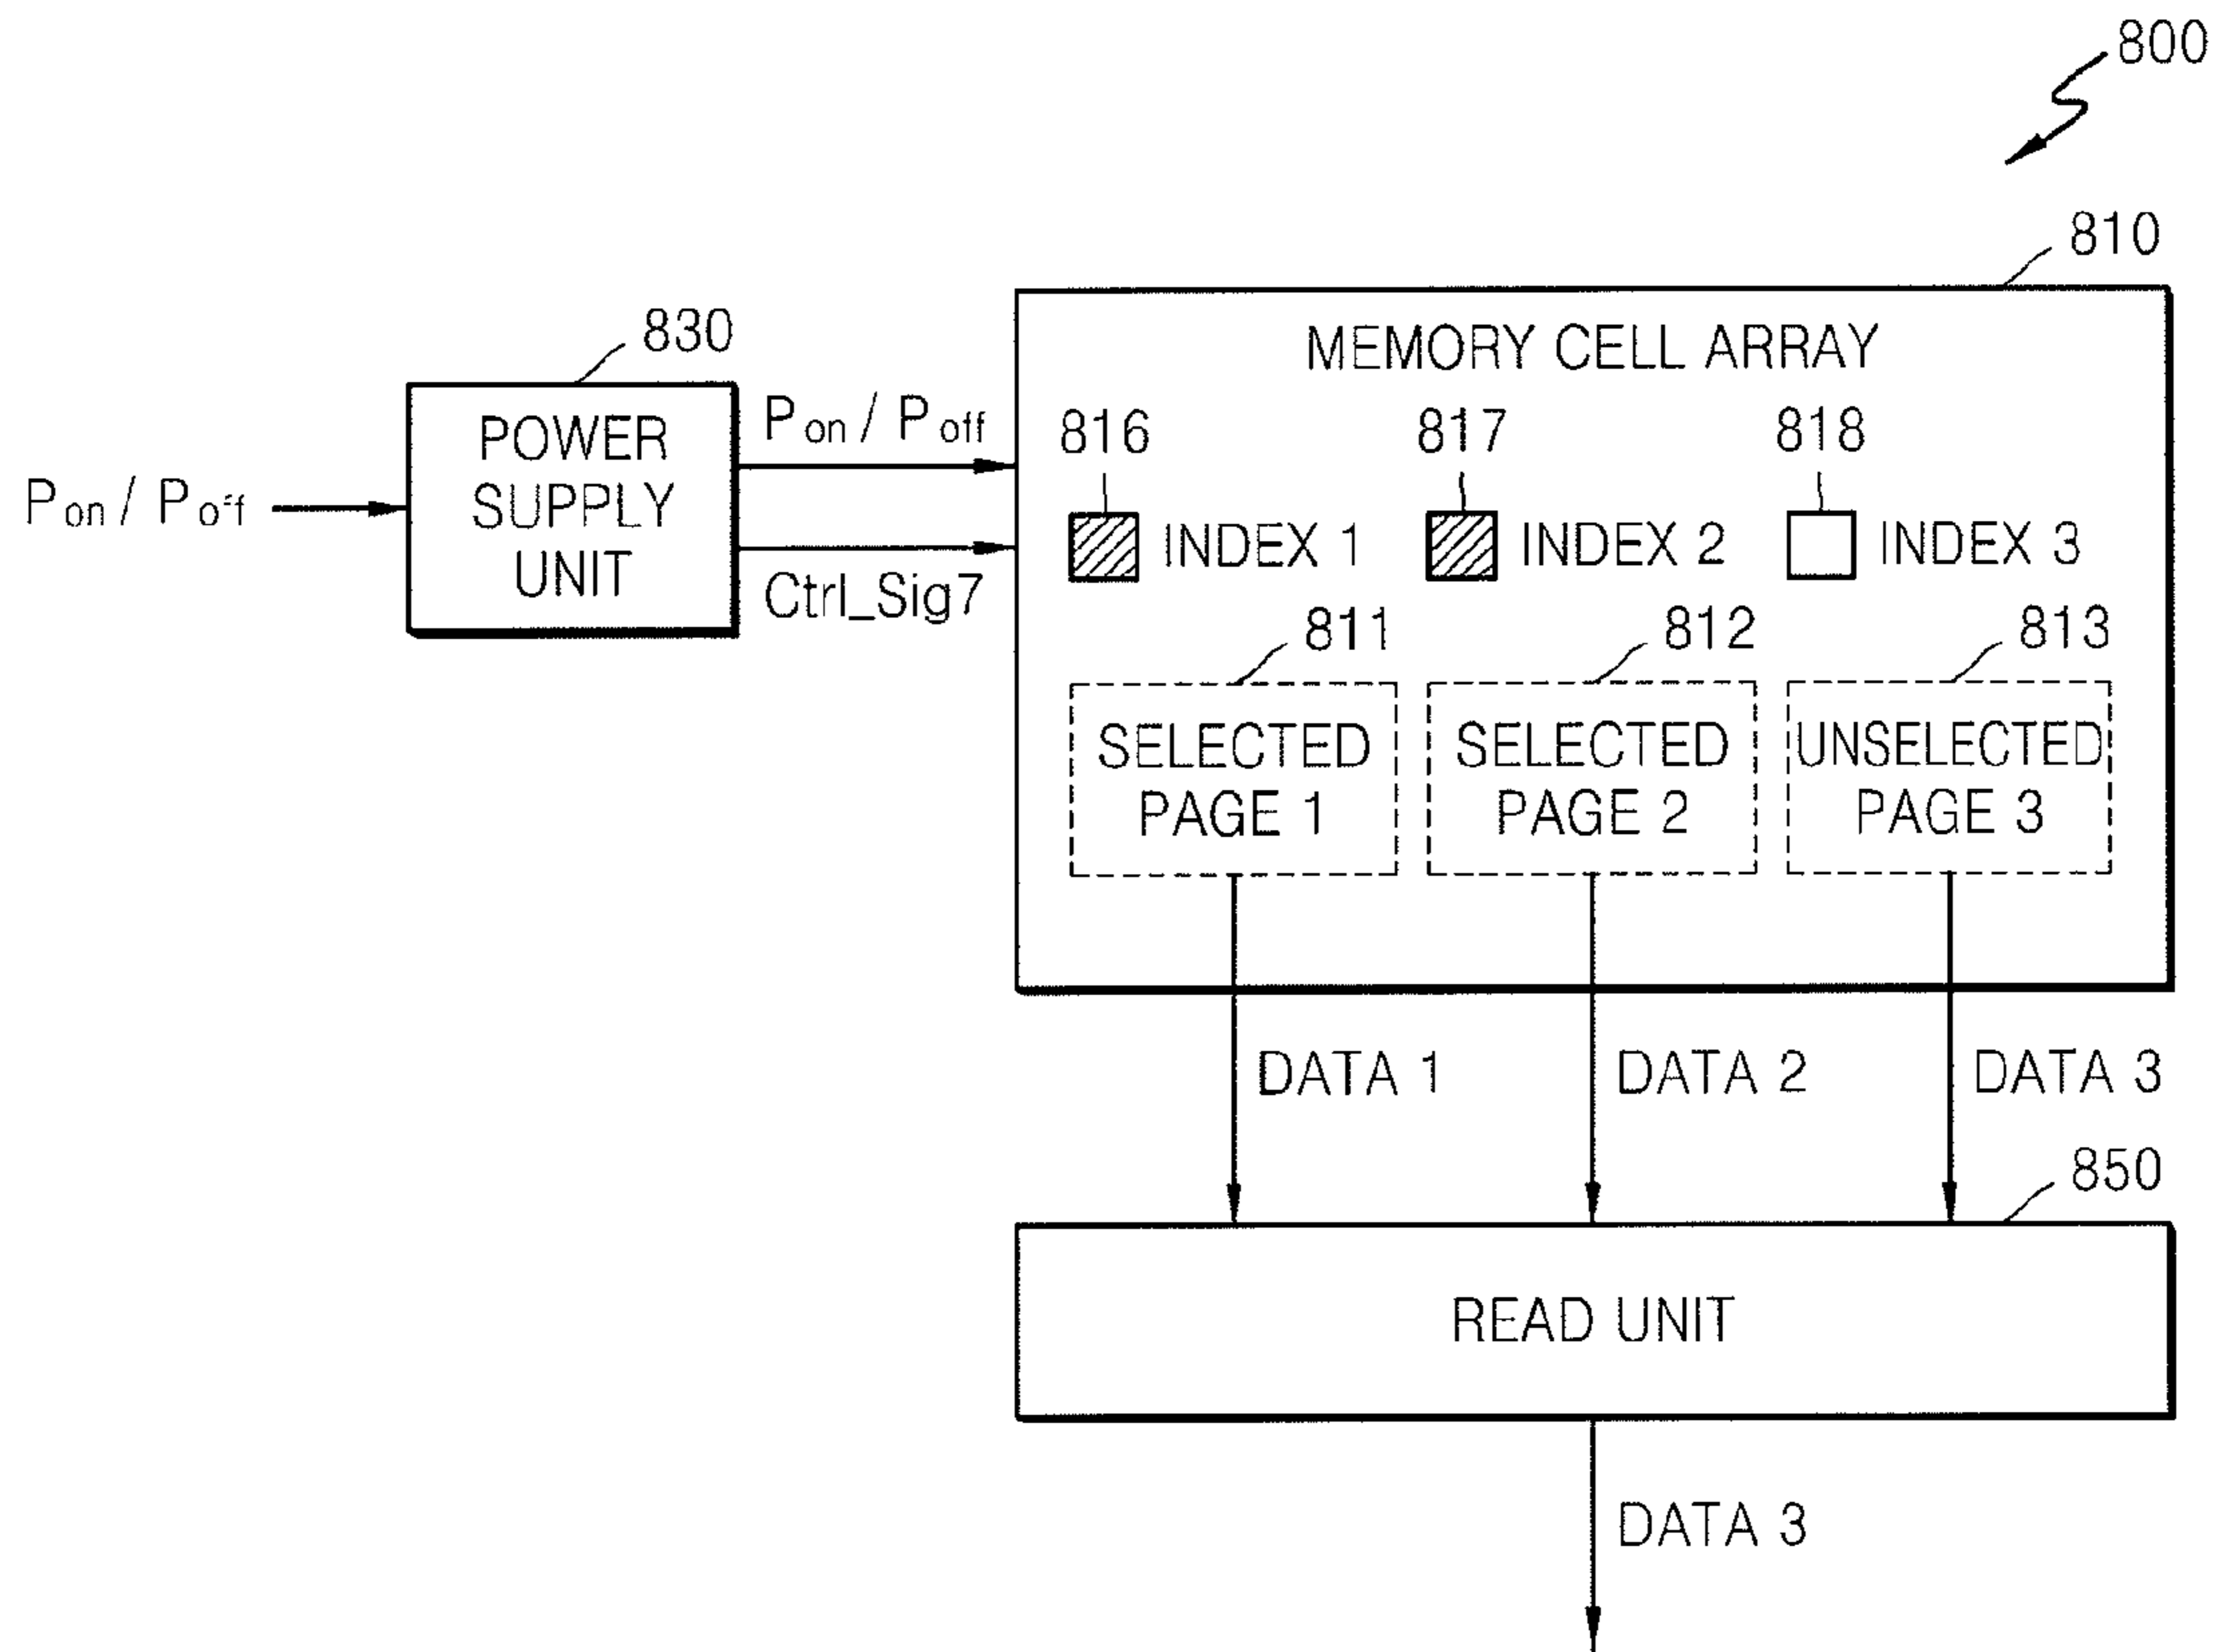 800
810
MEMORY CELL ARRAY
830
POWER
SUPPLY
UNIT
Pon / Poff
Pon / Poff
Ctrl_Sig7
816
817
818
INDEX 1
INDEX 2
INDEX 3
811
812
813
SELECTED
PAGE 1
SELECTED
PAGE 2
UNSELECTED
PAGE 3
DATA 1
DATA 2
DATA 3
850
READ UNIT
DATA 3